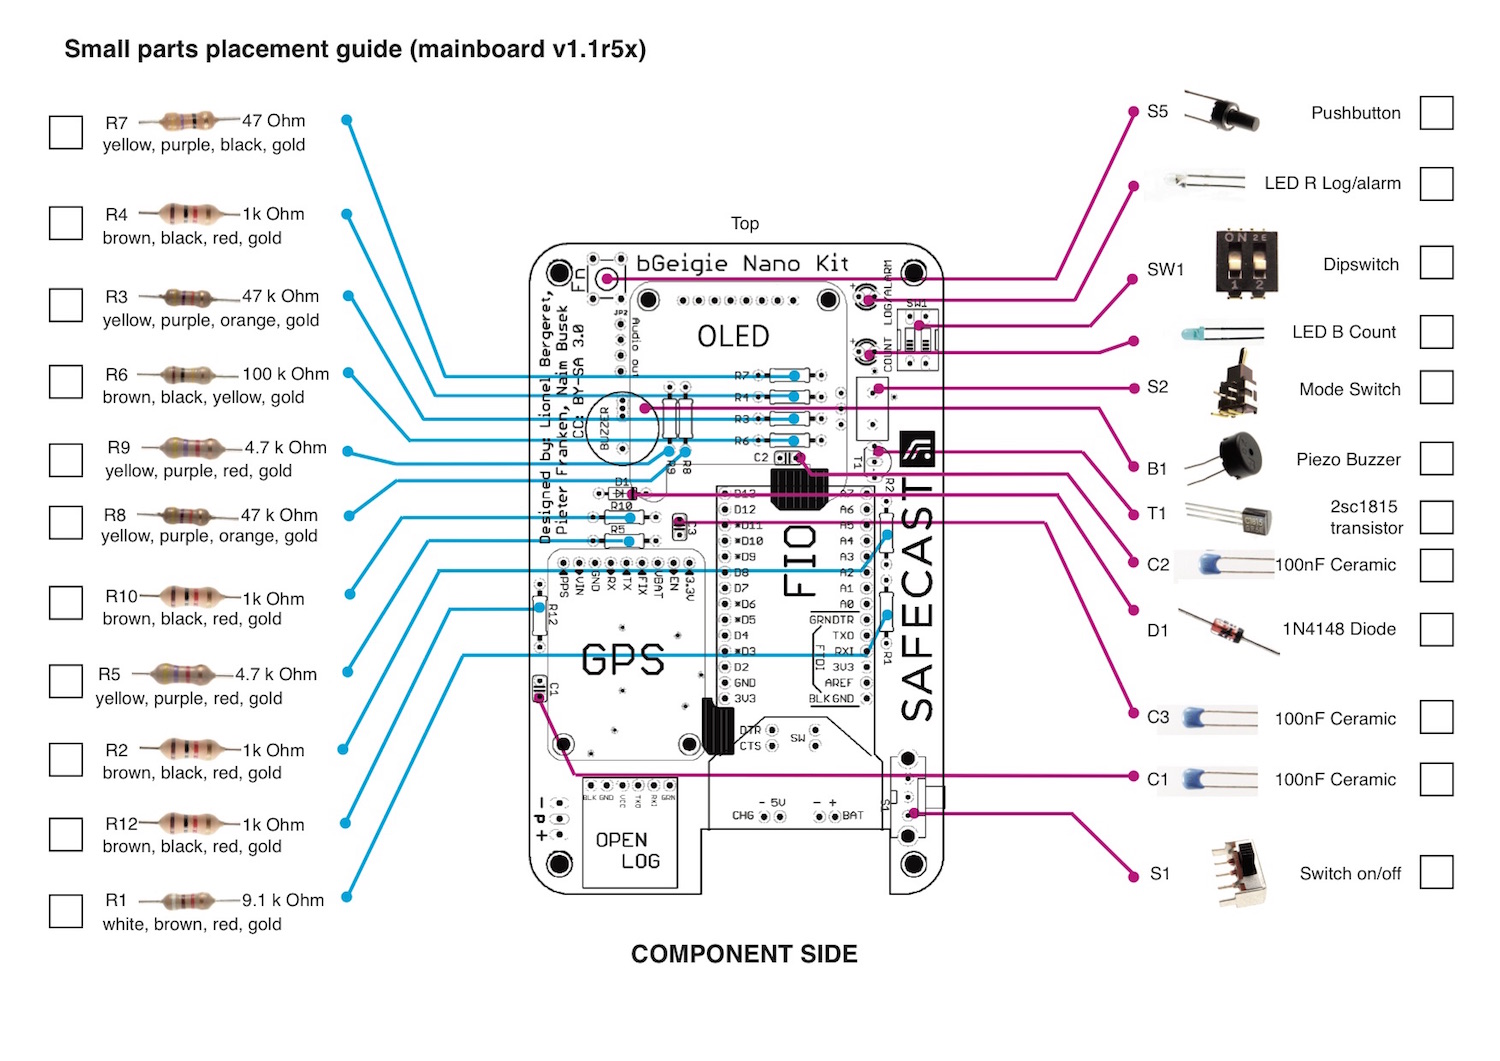 Small parts placement guide (mainboard v1.1r5x)
R7 47 Ohm
yellow, purple, black, gold
R4 1k Ohm
brown, black, red, gold
R3 47 k Ohm
yellow, purple, orange, gold
R6 100 k Ohm
brown, black, yellow, gold
R9 4.7 k Ohm
yellow, purple, red, gold
R8 47 k Ohm
yellow, purple, orange, gold
R10 1k Ohm
brown, black, red, gold
R5 4.7 k Ohm
yellow, purple, red, gold
R2 1k Ohm
brown, black, red, gold
R12 1k Ohm
brown, black, red, gold
R1 9.1 k Ohm
white, brown, red, gold
Top
bGeigie Nano Kit
Fn
JP2
Audio out
OLED
LOG/ALARM
SW1
COUNT
Designed by: Lionel Bergeret,
Pieter Franken, Naim Busek
CC: BY-SA 3.0
BUZZER
R7
R4
R3
R6
R9
R8
C2
T1
R2
D1
R10
R5
C3
D13
D12
*D11
*D10
*D9
D8
D7
*D6
*D5
D4
*D3
D2
GND
3V3
FIO
A7
A6
A5
A4
A3
A2
A1
A0
GRNDTR
TXO
RXI
3V3
AREF
BLK GND
FTDI
SAFECAST
R1
PPS
VIN
GND
RX
TX
FIX
VBAT
EN
3.3V
R12
GPS
C1
DTR
CTS
SW
BLK
GND
VCC
TXO
RXI
GRN
OPEN
LOG
- P +
CHG
- 5V
- +
BAT
S1
COMPONENT SIDE
S5 Pushbutton
LED R Log/alarm
SW1 ON 1 2 Dipswitch
LED B Count
S2 Mode Switch
B1 Piezo Buzzer
T1 2sc1815
transistor
C2 100nF Ceramic
D1 1N4148 Diode
C3 100nF Ceramic
C1 100nF Ceramic
S1 Switch on/off